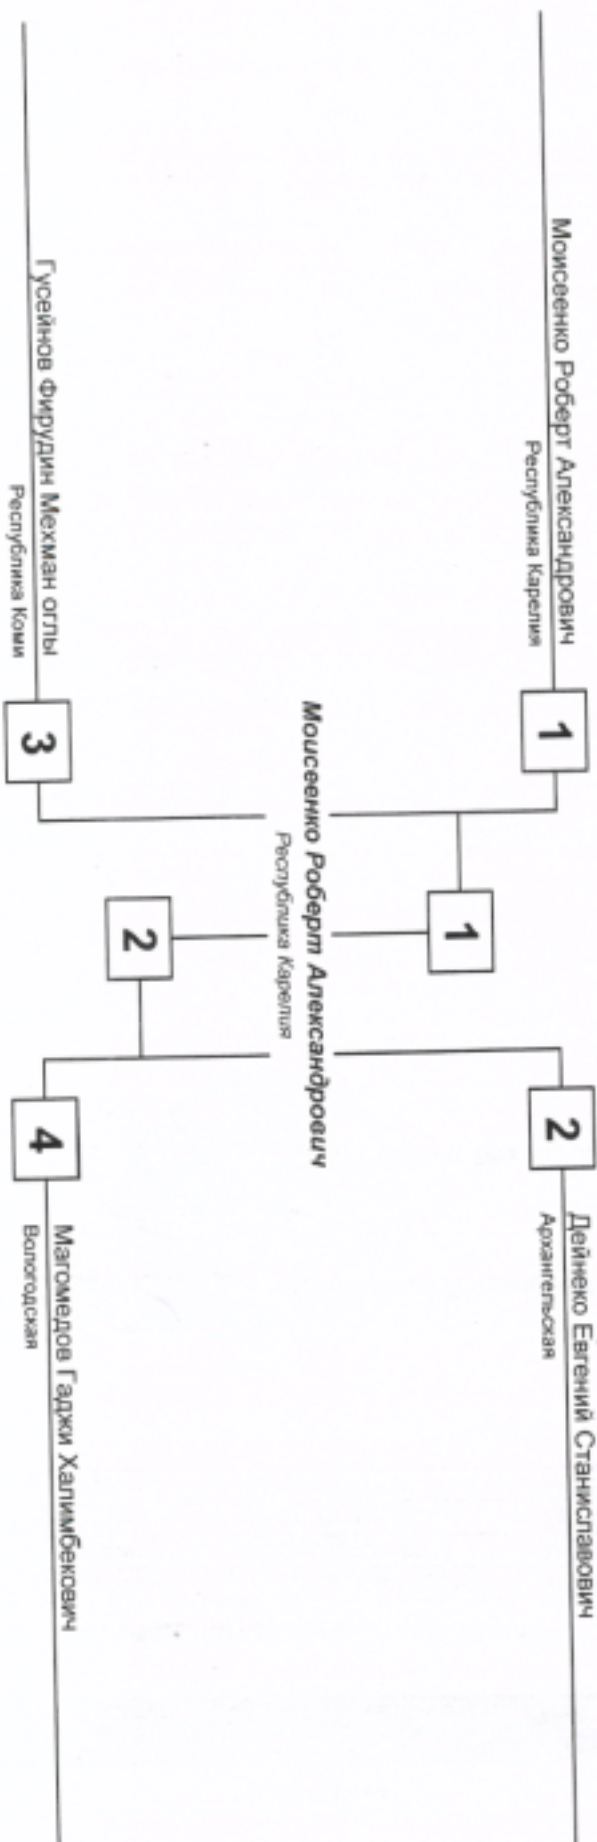 Моисеенко Роберт Александрович
Республика Карелия
1
2
Дейнеко Евгений Станиславович
Архангельская
1
Моисеенко Роберт Александрович
Республика Карелия
2
Гусейнов Фирудин Мехман оглы
Республика Коми
3
4
Магомедов Гаджи Халимбекович
Вологодская